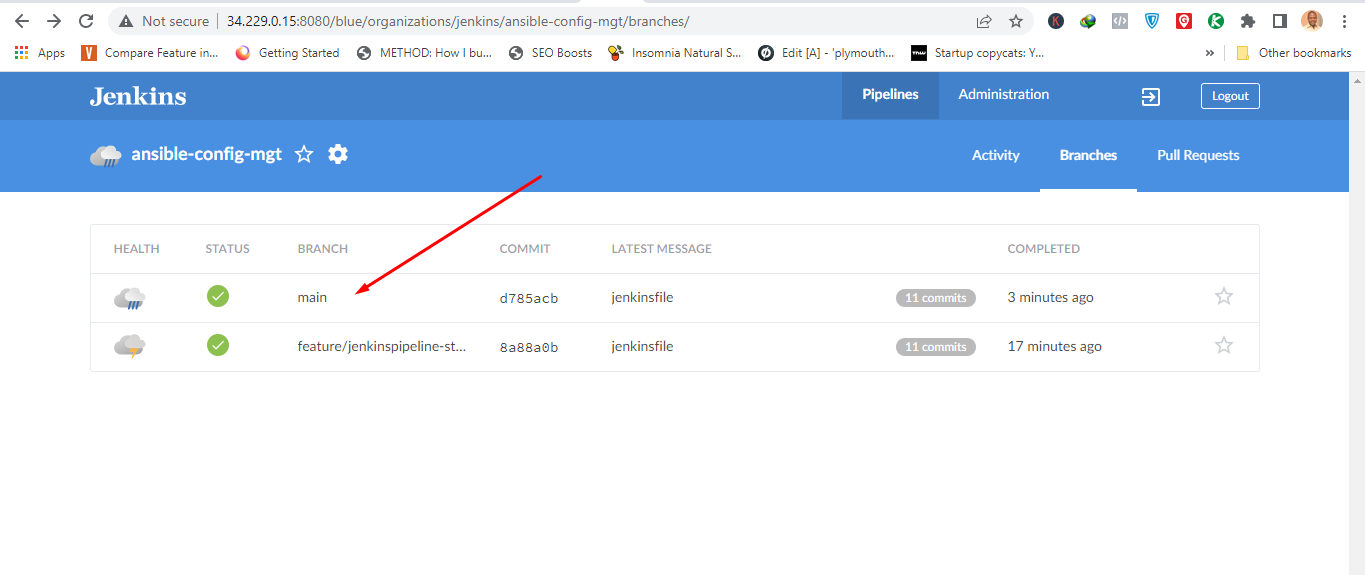 Not secure 34.229.0.15:8080/blue/organizations/jenkins/ansible-config-mgt/branches/
Apps Compare Feature in... Getting Started METHOD: How I bu... SEO Boosts Insomnia Natural S... Edit [A] - 'plymouth... Startup copycats: Y... » Other bookmarks
Jenkins Pipelines Administration Logout
ansible-config-mgt Activity Branches Pull Requests
HEALTH STATUS BRANCH COMMIT LATEST MESSAGE COMPLETED
main d785acb jenkinsfile 11 commits 3 minutes ago
feature/jenkinspipeline-st... 8a88a0b jenkinsfile 11 commits 17 minutes ago